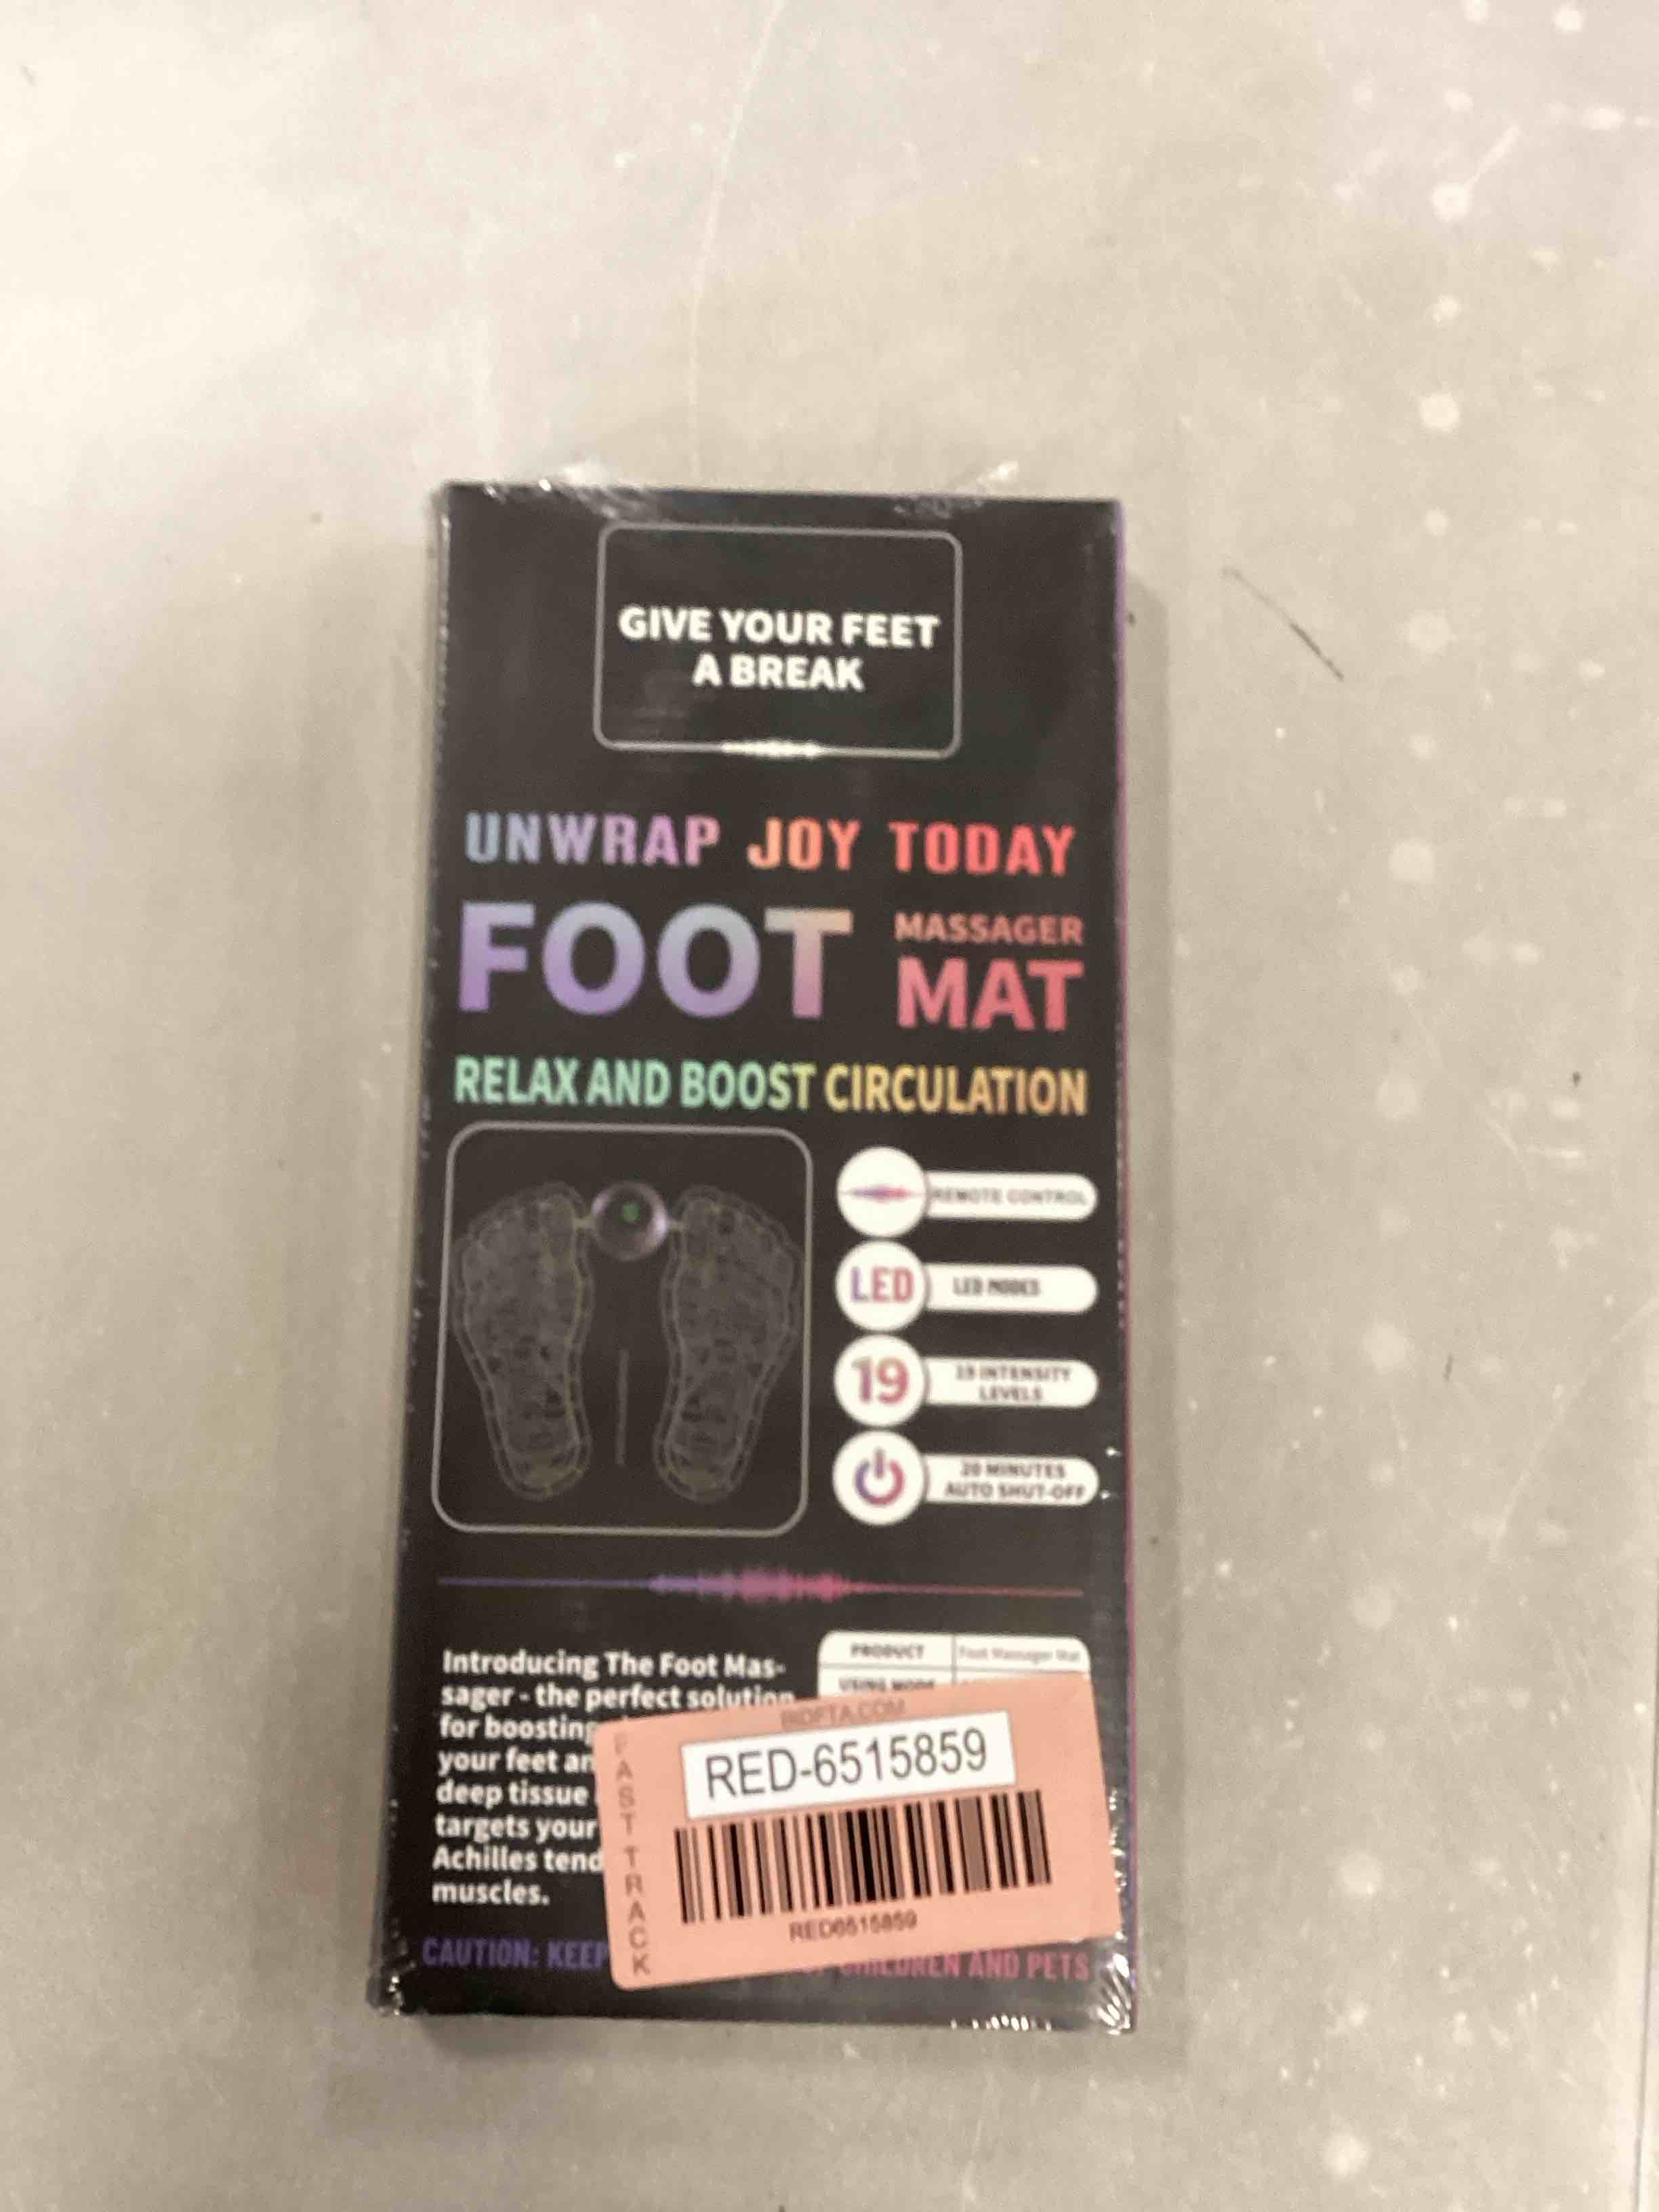 GIVE YOUR FEET
A BREAK
UNWRAP JOY TODAY
FOOT
MASSAGER
MAT
RELAX AND BOOST CIRCULATION
REMOTE CONTROL
LED
LED MODES
19
19 INTENSITY
LEVELS
20 MINUTES
AUTO SHUT-OFF
Introducing The Foot Mas-
sager - the perfect solution
for boosting
your feet an
deep tissue
targets your
Achilles tend
muscles.
PRODUCT
Foot Massager Mat
USING MODE
BIDFTA.COM
FAST TRACK
RED-6515859
RED6515859
CAUTION: KEEP
CHILDREN AND PETS